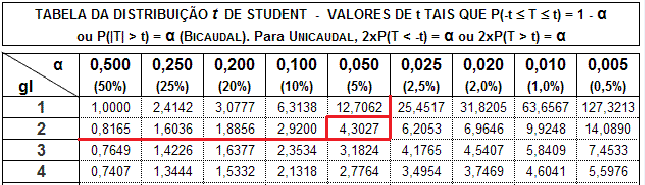 TABELA DA DISTRIBUIÇÃO t DE STUDENT - VALORES DE t TAIS QUE P(-t ≤ T ≤ t) = 1 - α
ou P(|T| > t) = α (BICAUDAL). Para UNICAUDAL, 2xP(T < -t) = α ou 2xP(T > t) = α
α 0,500 0,250 0,200 0,100 0,050 0,025 0,020 0,010 0,005
gl (50%) (25%) (20%) (10%) (5%) (2,5%) (2,0%) (1,0%) (0,5%)
1 1,0000 2,4142 3,0777 6,3138 12,7062 25,4517 31,8205 63,6567 127,3213
2 0,8165 1,6036 1,8856 2,9200 4,3027 6,2053 6,9646 9,9248 14,0890
3 0,7649 1,4226 1,6377 2,3534 3,1824 4,1765 4,5407 5,8409 7,4533
4 0,7407 1,3444 1,5332 2,1318 2,7764 3,4954 3,7469 4,6041 5,5976